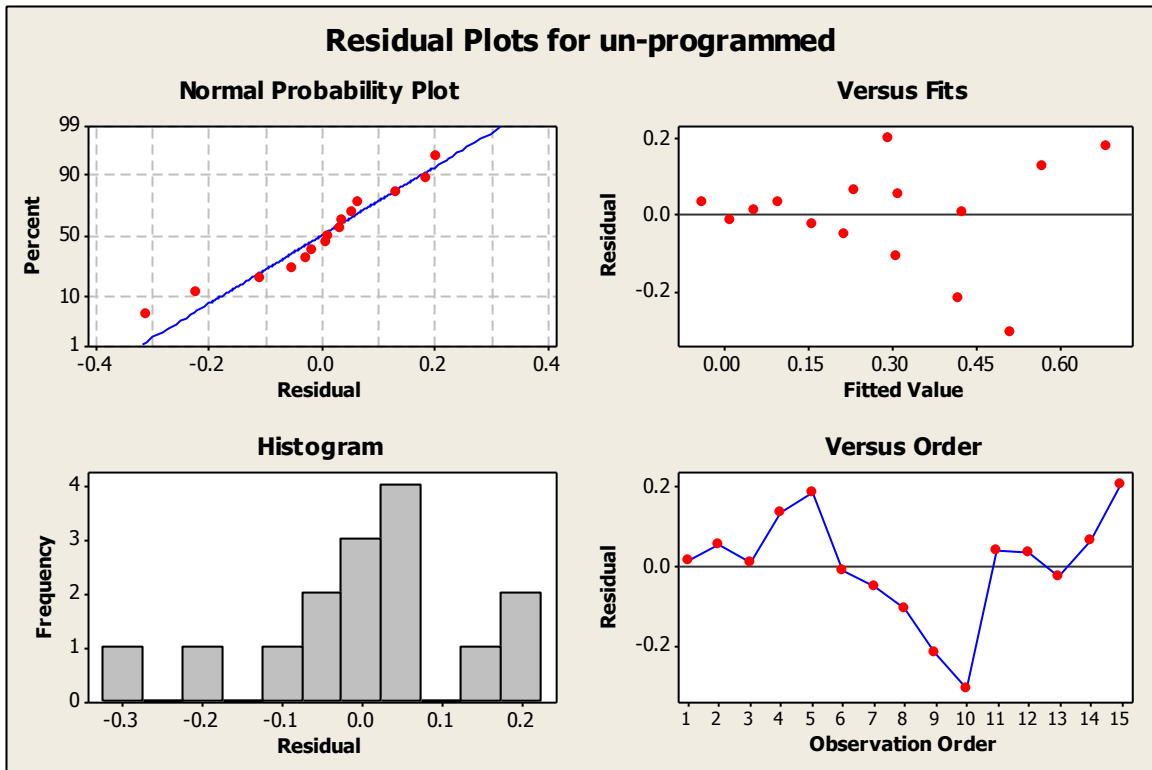 Residual Plots for un-programmed
Normal Probability Plot
99
90
50
10
1
Percent
-0.4 -0.2 0.0 0.2 0.4
Residual
Versus Fits
0.2
0.0
-0.2
Residual
0.00 0.15 0.30 0.45 0.60
Fitted Value
Histogram
4
3
2
1
0
Frequency
-0.3 -0.2 -0.1 0.0 0.1 0.2
Residual
Versus Order
0.2
0.0
-0.2
Residual
1 2 3 4 5 6 7 8 9 10 11 12 13 14 15
Observation Order